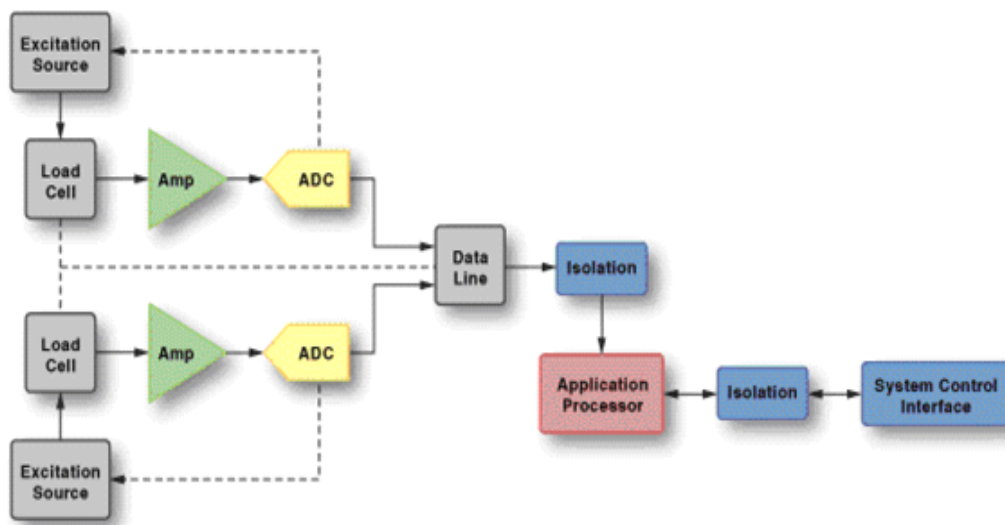 Excitation
Source
Load
Cell
Amp
ADC
Data
Line
Isolation
Load
Cell
Amp
ADC
Application
Processor
Isolation
System Control
Interface
Excitation
Source